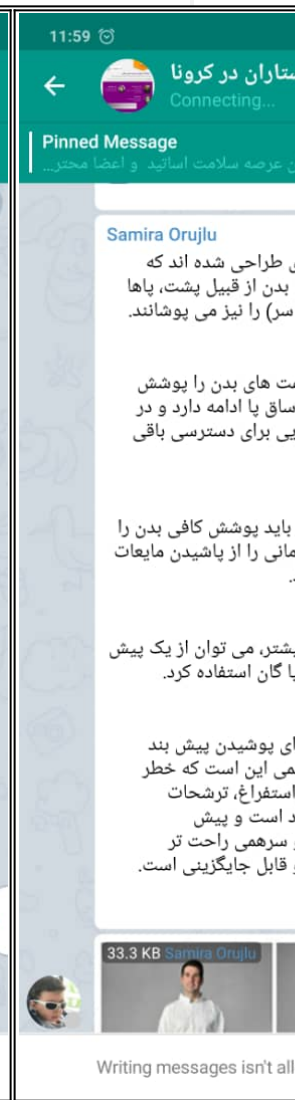 11:59
ستاران در کرونا
Connecting...
Pinned Message
ن عرصه سلامت اساتید و اعضا محتر...
Samira Orujlu
ی طراحی شده اند که
بدن از قبیل پشت، پاها
سر) را نیز می پوشانند.
ت های بدن را پوشش
ساق پا ادامه دارد و در
یی برای دسترسی باقی
باید پوشش کافی بدن را
مانی را از پاشیدن مایعات
.
یشتر، می توان از یک پیش
یا گان استفاده کرد.
ای پوشیدن پیش بند
می این است که خطر
استفراغ، ترشحات
د است و پیش
سرهمی راحت تر
و قابل جایگزینی است.
33.3 KB Samira Orujlu
Writing messages isn't all